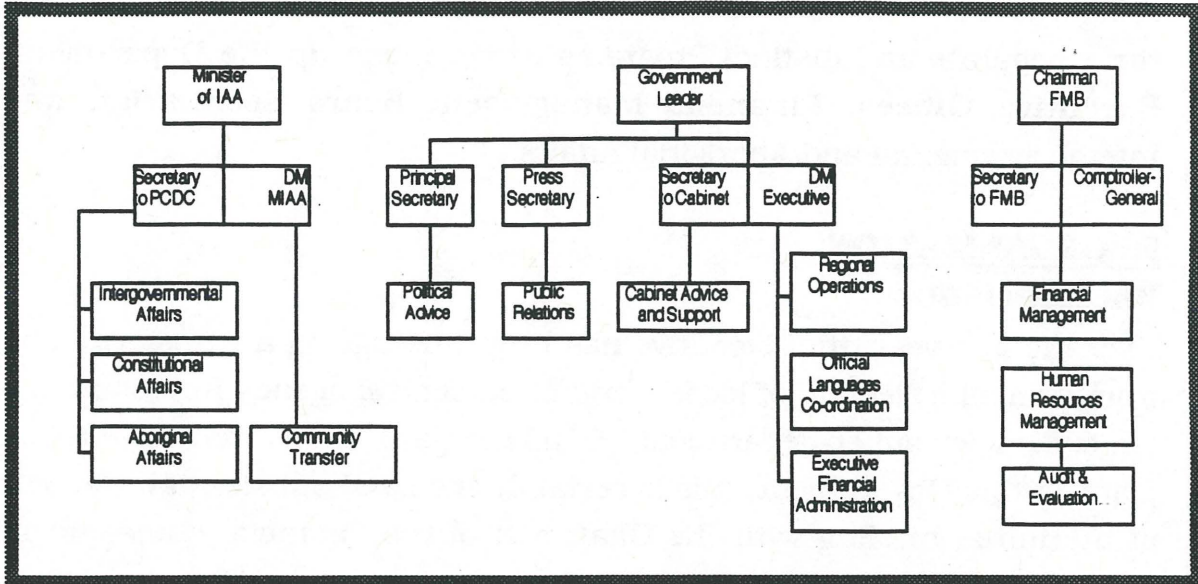 Minister
of IAA
Government
Leader
Chairman
FMB
Secretary
to PCDC
DM
MIAA
Principal
Secretary
Press
Secretary
Secretary
to Cabinet
DM
Executive
Secretary
to FMB
Comptroller-
General
Intergovernmental
Affairs
Constitutional
Affairs
Aboriginal
Affairs
Community
Transfer
Political
Advice
Public
Relations
Cabinet Advice
and Support
Regional
Operations
Official
Languages
Co-ordination
Executive
Financial
Administration
Financial
Management
Human
Resources
Management
Audit &
Evaluation